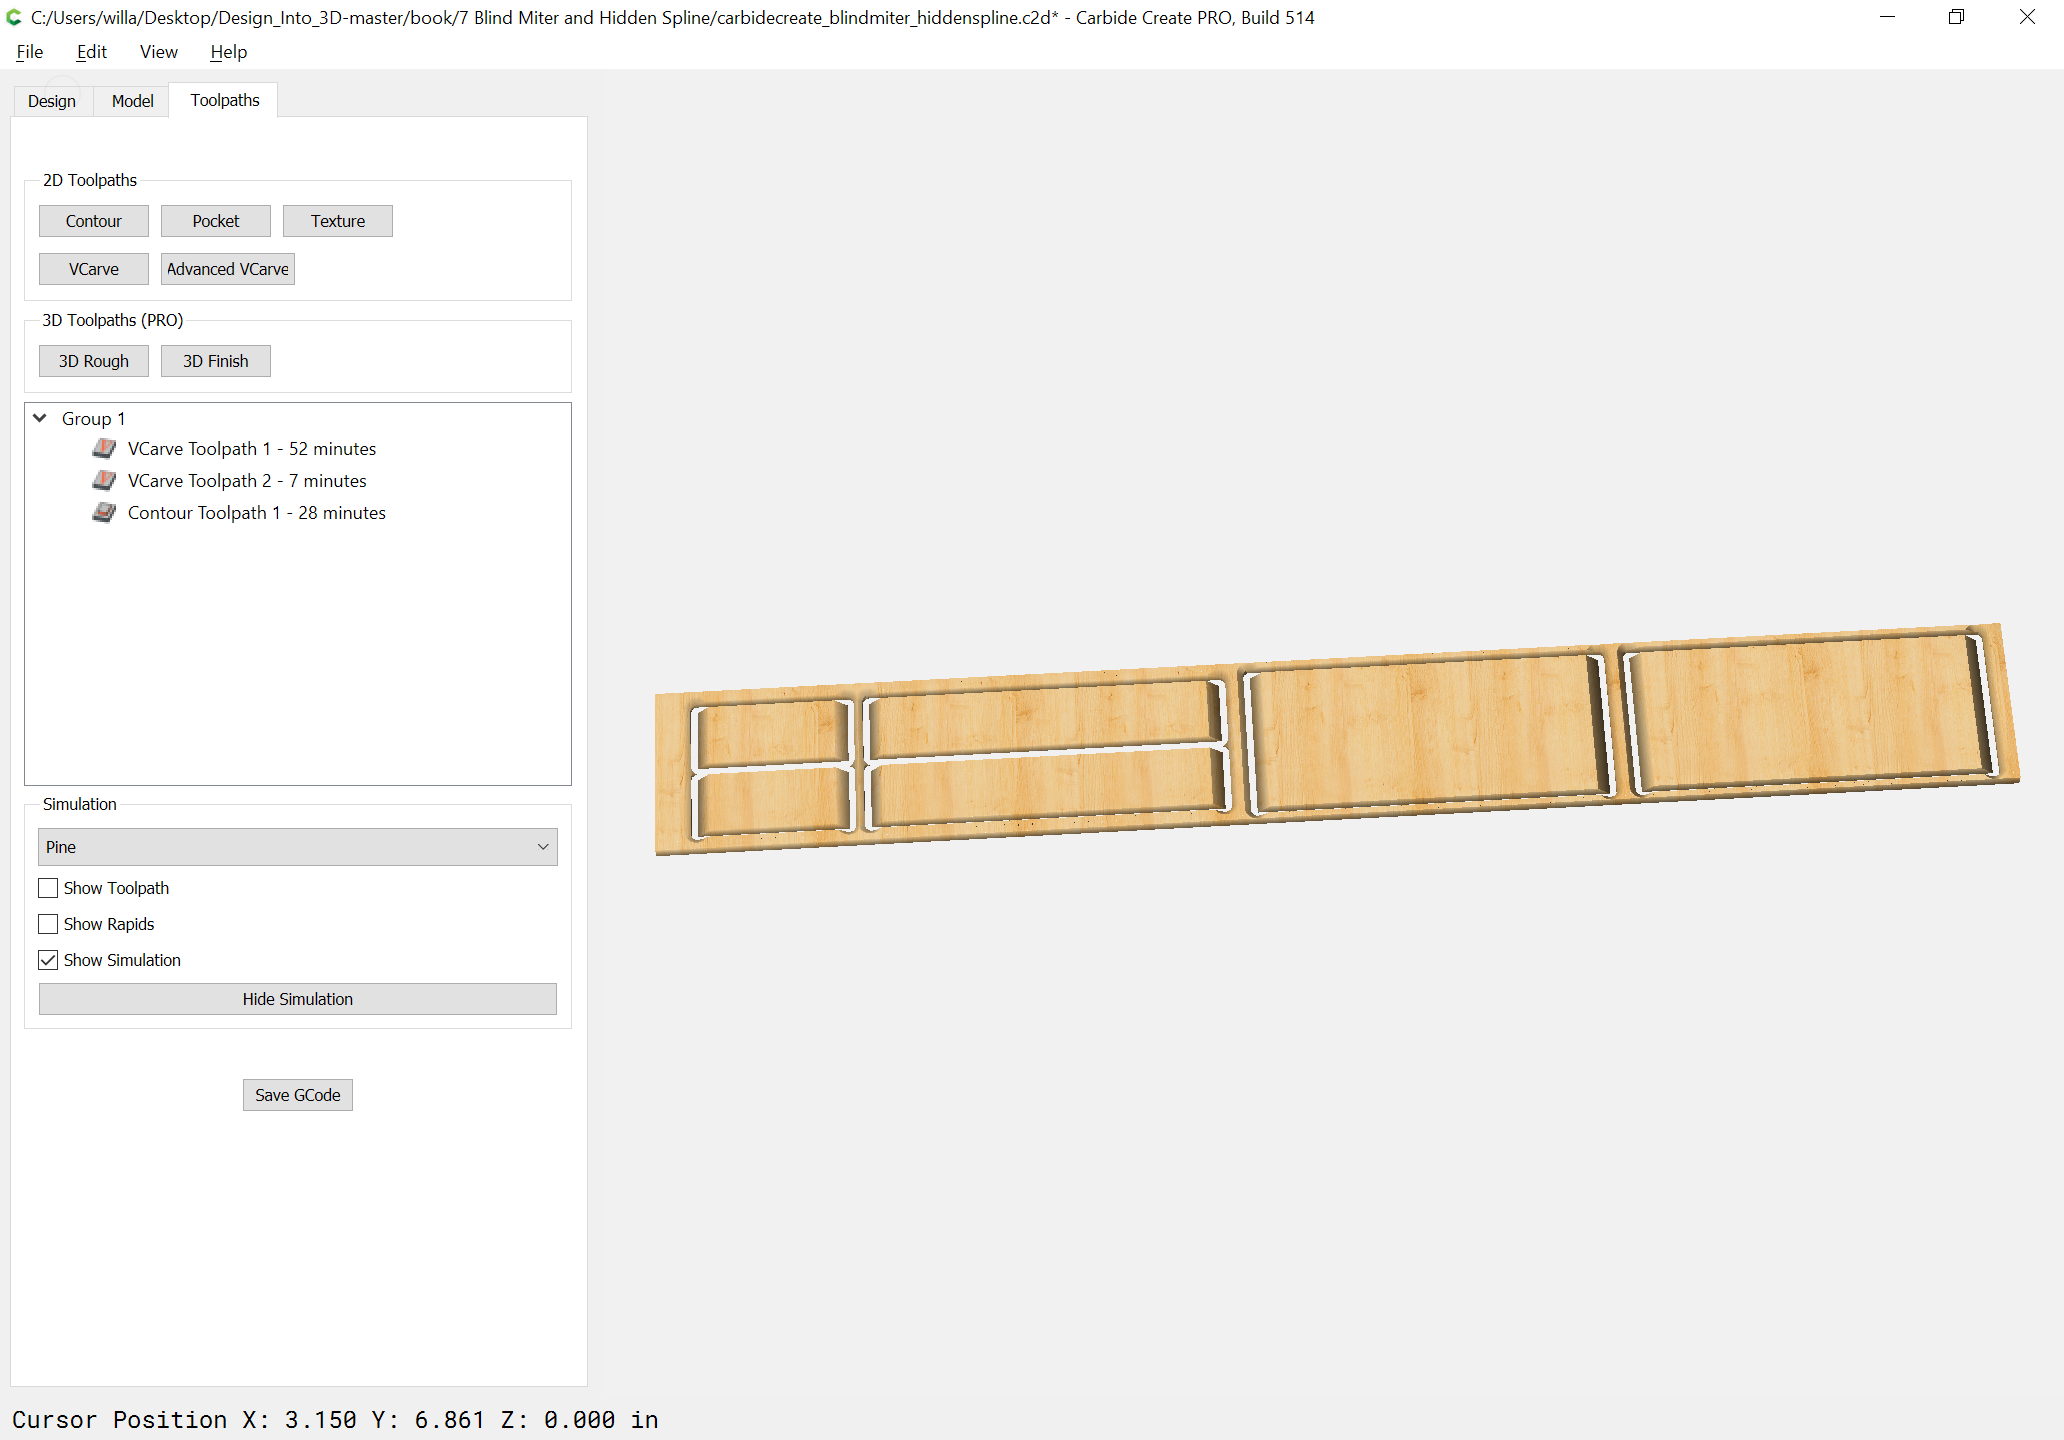 C:/Users/willa/Desktop/Design_Into_3D-master/book/7 Blind Miter and Hidden Spline/carbidecreate_blindmiter_hiddenspline.c2d* - Carbide Create PRO, Build 514
File Edit View Help
Design Model Toolpaths
2D Toolpaths
Contour Pocket Texture
VCarve Advanced VCarve
3D Toolpaths (PRO)
3D Rough 3D Finish
Group 1
VCarve Toolpath 1 - 52 minutes
VCarve Toolpath 2 - 7 minutes
Contour Toolpath 1 - 28 minutes
Simulation
Pine
Show Toolpath
Show Rapids
Show Simulation
Hide Simulation
Save GCode
Cursor Position X: 3.150 Y: 6.861 Z: 0.000 in